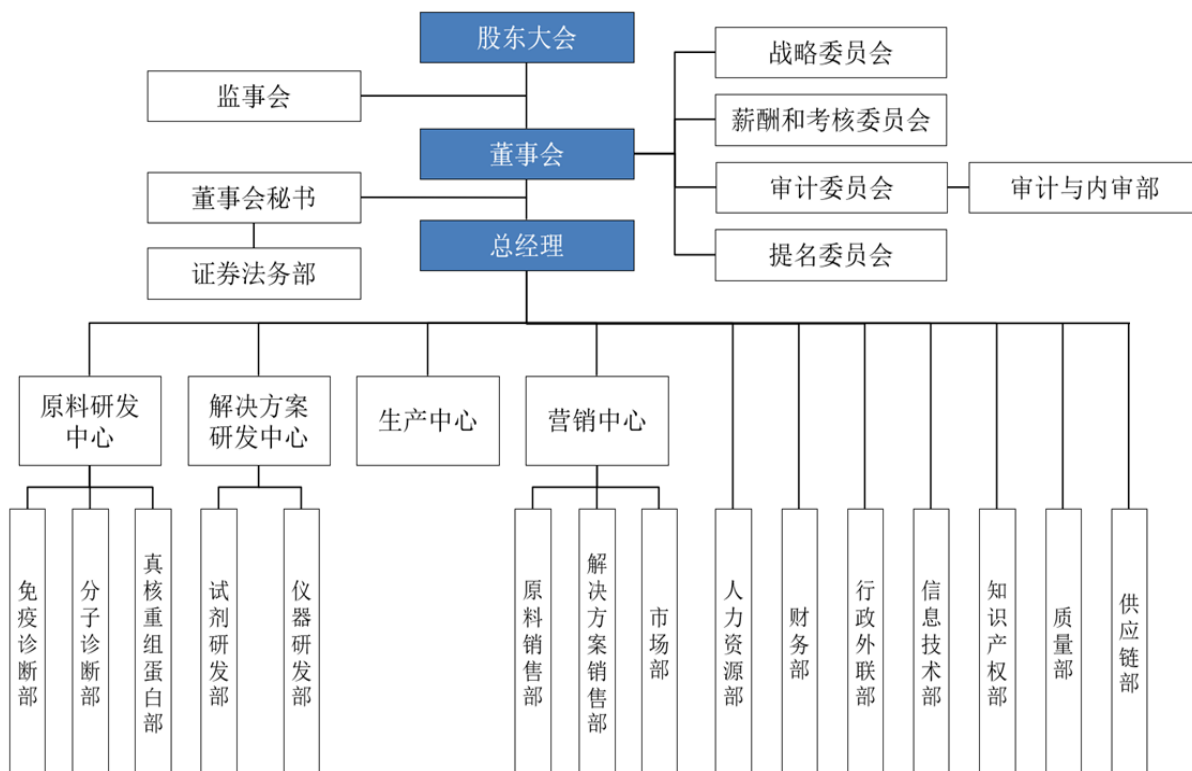 股东大会
战略委员会
监事会
薪酬和考核委员会
董事会
审计委员会
审计与内审部
董事会秘书
总经理
提名委员会
证券法务部
原料研发
中心
解决方案
研发中心
生产中心
营销中心
免疫诊断部
分子诊断部
真核重组蛋白部
试剂研发部
仪器研发部
原料销售部
解决方案销售部
市场部
人力资源部
财务部
行政外联部
信息技术部
知识产权部
质量部
供应链部